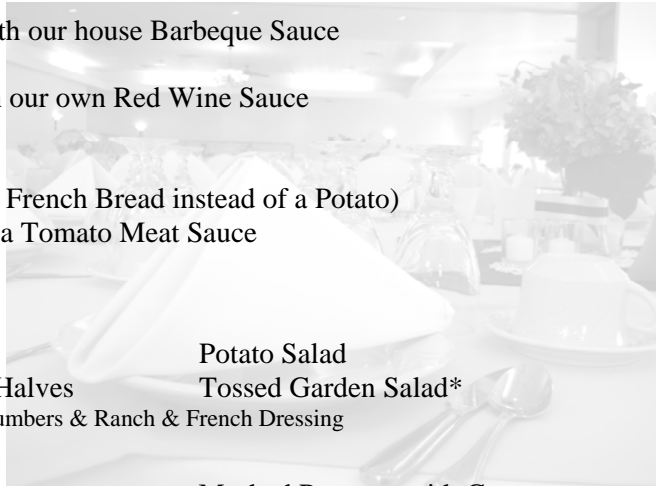 th our house Barbeque Sauce
our own Red Wine Sauce
French Bread instead of a Potato)
a Tomato Meat Sauce
Potato Salad
Halves Tossed Garden Salad*
umbers & Ranch & French Dressing